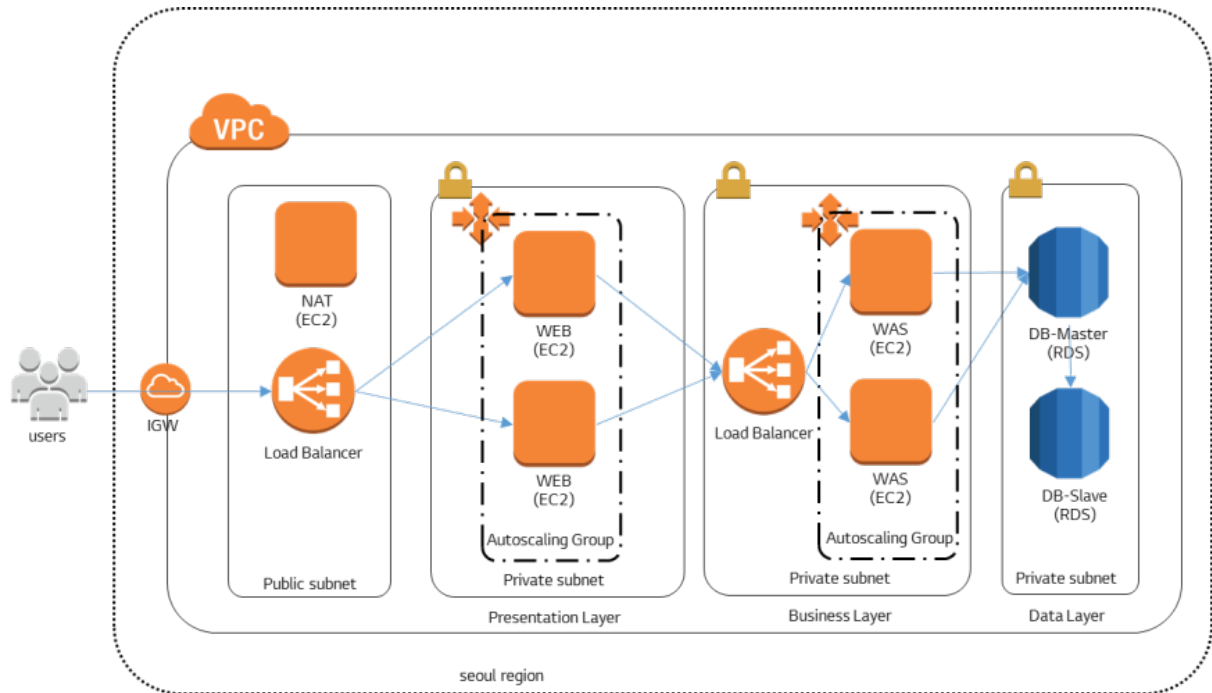 VPC
NAT
(EC2)
Load Balancer
Public subnet
users
IGW
WEB
(EC2)
WEB
(EC2)
Autoscaling Group
Private subnet
Presentation Layer
Load Balancer
WAS
(EC2)
WAS
(EC2)
Autoscaling Group
Private subnet
Business Layer
DB-Master
(RDS)
DB-Slave
(RDS)
Private subnet
Data Layer
seoul region